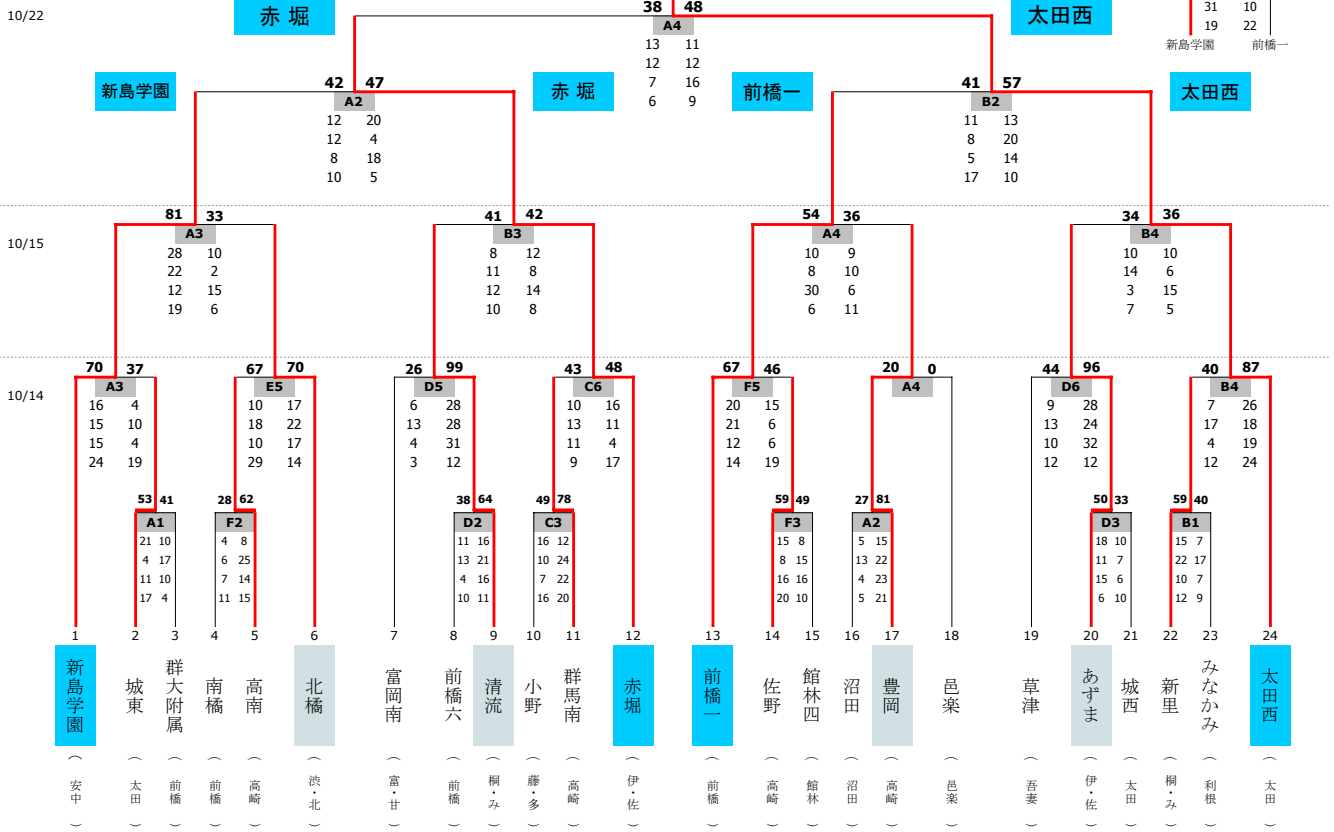 10/22
赤 堀
38 48
太田西
31 10
19 22
新島学園 前橋一
A4
13 11
12 12
7 16
6 9
新島学園
42 47
赤 堀
前橋一
41 57
太田西
A2
12 20
12 4
8 18
10 5
B2
11 13
8 20
5 14
17 10
10/15
81 33
A3
28 10
22 2
12 15
19 6
41 42
B3
8 12
11 8
12 14
10 8
54 36
A4
10 9
8 10
30 6
6 11
34 36
B4
10 10
14 6
3 15
7 5
10/14
70 37
A3
16 4
15 10
15 4
24 19
67 70
E5
10 17
18 22
10 17
29 14
26 99
D5
6 28
13 28
4 31
3 12
43 48
C6
10 16
13 11
11 4
9 17
67 46
F5
20 15
21 6
12 6
14 19
20 0
A4
44 96
D6
9 28
13 24
10 32
12 12
40 87
B4
7 26
17 18
4 19
12 24
53 41
A1
21 10
4 17
11 10
17 4
28 62
F2
4 8
6 25
7 14
11 15
38 64
D2
11 16
13 21
4 16
10 11
49 78
C3
16 12
10 24
7 22
16 20
59 49
F3
15 8
8 15
16 16
20 10
27 81
A2
5 15
13 22
4 23
5 21
50 33
D3
18 10
11 7
15 6
6 10
59 40
B1
15 7
22 17
10 7
12 9
1 2 3 4 5 6 7 8 9 10 11 12 13 14 15 16 17 18 19 20 21 22 23 24
新島学園
城東
群大附属
南橘
高南
北橘
富岡南
前橋六
清流
小野
群馬南
赤堀
前橋一
佐野
館林四
沼田
豊岡
邑楽
草津
あずま
城西
新里
みなかみ
太田西
（安中）
（太田）
（前橋）
（前橋）
（高崎）
（渋・北）
（富・甘）
（前橋）
（桐・み）
（藤・多）
（高崎）
（伊・佐）
（前橋）
（高崎）
（館林）
（沼田）
（高崎）
（邑楽）
（吾妻）
（伊・佐）
（太田）
（桐・み）
（利根）
（太田）